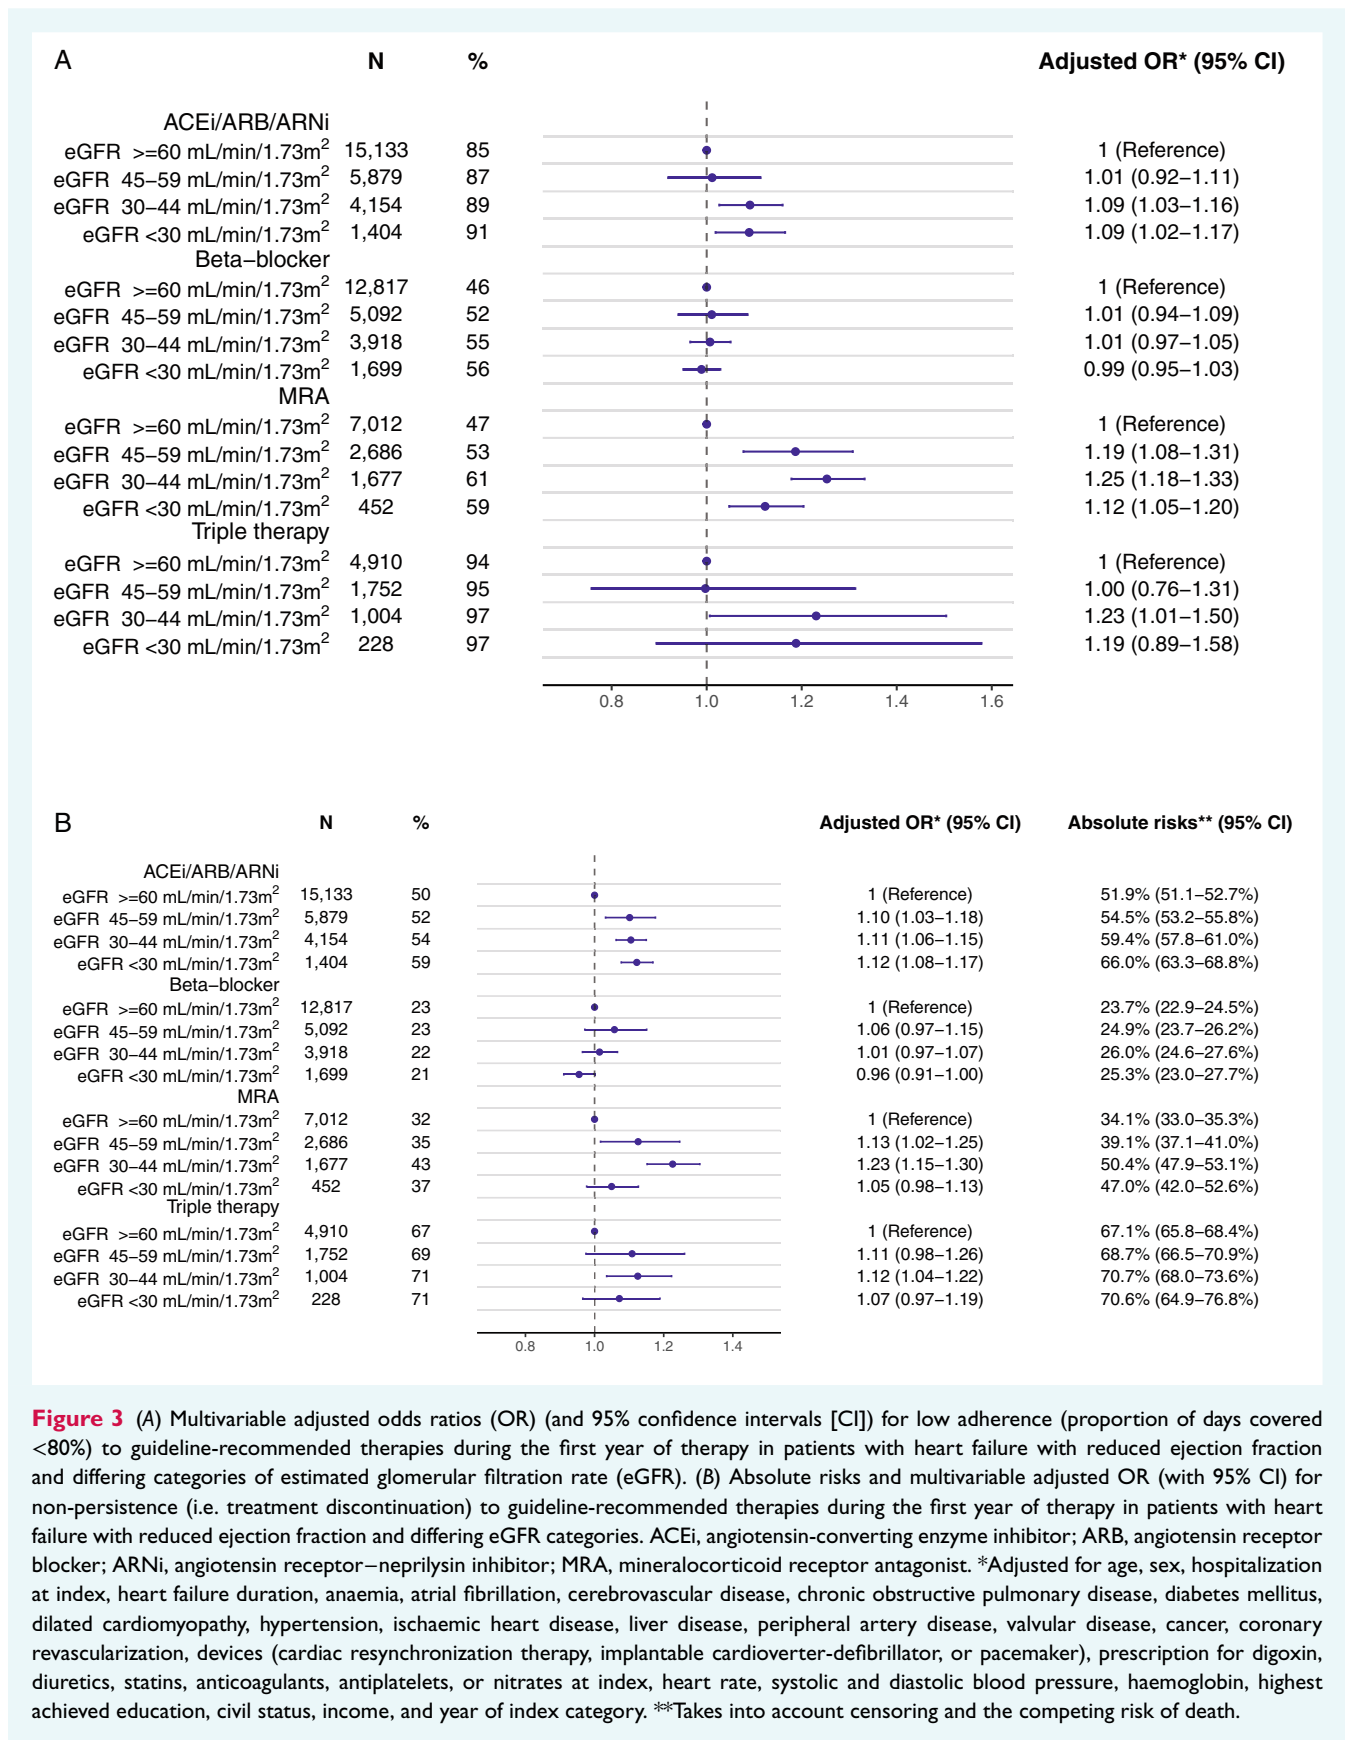 A N % Adjusted OR* (95% CI)
ACEi/ARB/ARNi
eGFR >=60 mL/min/1.73m² 15,133 85 1 (Reference)
eGFR 45–59 mL/min/1.73m² 5,879 87 1.01 (0.92–1.11)
eGFR 30–44 mL/min/1.73m² 4,154 89 1.09 (1.03–1.16)
eGFR <30 mL/min/1.73m² 1,404 91 1.09 (1.02–1.17)
Beta−blocker
eGFR >=60 mL/min/1.73m² 12,817 46 1 (Reference)
eGFR 45–59 mL/min/1.73m² 5,092 52 1.01 (0.94–1.09)
eGFR 30–44 mL/min/1.73m² 3,918 55 1.01 (0.97–1.05)
eGFR <30 mL/min/1.73m² 1,699 56 0.99 (0.95–1.03)
MRA
eGFR >=60 mL/min/1.73m² 7,012 47 1 (Reference)
eGFR 45–59 mL/min/1.73m² 2,686 53 1.19 (1.08–1.31)
eGFR 30–44 mL/min/1.73m² 1,677 61 1.25 (1.18–1.33)
eGFR <30 mL/min/1.73m² 452 59 1.12 (1.05–1.20)
Triple therapy
eGFR >=60 mL/min/1.73m² 4,910 94 1 (Reference)
eGFR 45–59 mL/min/1.73m² 1,752 95 1.00 (0.76–1.31)
eGFR 30–44 mL/min/1.73m² 1,004 97 1.23 (1.01–1.50)
eGFR <30 mL/min/1.73m² 228 97 1.19 (0.89–1.58)
0.8 1.0 1.2 1.4 1.6
B N % Adjusted OR* (95% CI) Absolute risks** (95% CI)
ACEi/ARB/ARNi
eGFR >=60 mL/min/1.73m² 15,133 50 1 (Reference) 51.9% (51.1–52.7%)
eGFR 45–59 mL/min/1.73m² 5,879 52 1.10 (1.03–1.18) 54.5% (53.2–55.8%)
eGFR 30–44 mL/min/1.73m² 4,154 54 1.11 (1.06–1.15) 59.4% (57.8–61.0%)
eGFR <30 mL/min/1.73m² 1,404 59 1.12 (1.08–1.17) 66.0% (63.3–68.8%)
Beta−blocker
eGFR >=60 mL/min/1.73m² 12,817 23 1 (Reference) 23.7% (22.9–24.5%)
eGFR 45–59 mL/min/1.73m² 5,092 23 1.06 (0.97–1.15) 24.9% (23.7–26.2%)
eGFR 30–44 mL/min/1.73m² 3,918 22 1.01 (0.97–1.07) 26.0% (24.6–27.6%)
eGFR <30 mL/min/1.73m² 1,699 21 0.96 (0.91–1.00) 25.3% (23.0–27.7%)
MRA
eGFR >=60 mL/min/1.73m² 7,012 32 1 (Reference) 34.1% (33.0–35.3%)
eGFR 45–59 mL/min/1.73m² 2,686 35 1.13 (1.02–1.25) 39.1% (37.1–41.0%)
eGFR 30–44 mL/min/1.73m² 1,677 43 1.23 (1.15–1.30) 50.4% (47.9–53.1%)
eGFR <30 mL/min/1.73m² 452 37 1.05 (0.98–1.13) 47.0% (42.0–52.6%)
Triple therapy
eGFR >=60 mL/min/1.73m² 4,910 67 1 (Reference) 67.1% (65.8–68.4%)
eGFR 45–59 mL/min/1.73m² 1,752 69 1.11 (0.98–1.26) 68.7% (66.5–70.9%)
eGFR 30–44 mL/min/1.73m² 1,004 71 1.12 (1.04–1.22) 70.7% (68.0–73.6%)
eGFR <30 mL/min/1.73m² 228 71 1.07 (0.97–1.19) 70.6% (64.9–76.8%)
0.8 1.0 1.2 1.4
Figure 3 (A) Multivariable adjusted odds ratios (OR) (and 95% confidence intervals [CI]) for low adherence (proportion of days covered
<80%) to guideline-recommended therapies during the first year of therapy in patients with heart failure with reduced ejection fraction
and differing categories of estimated glomerular filtration rate (eGFR). (B) Absolute risks and multivariable adjusted OR (with 95% CI) for
non-persistence (i.e. treatment discontinuation) to guideline-recommended therapies during the first year of therapy in patients with heart
failure with reduced ejection fraction and differing eGFR categories. ACEi, angiotensin-converting enzyme inhibitor; ARB, angiotensin receptor
blocker; ARNi, angiotensin receptor–neprilysin inhibitor; MRA, mineralocorticoid receptor antagonist. *Adjusted for age, sex, hospitalization
at index, heart failure duration, anaemia, atrial fibrillation, cerebrovascular disease, chronic obstructive pulmonary disease, diabetes mellitus,
dilated cardiomyopathy, hypertension, ischaemic heart disease, liver disease, peripheral artery disease, valvular disease, cancer, coronary
revascularization, devices (cardiac resynchronization therapy, implantable cardioverter-defibrillator, or pacemaker), prescription for digoxin,
diuretics, statins, anticoagulants, antiplatelets, or nitrates at index, heart rate, systolic and diastolic blood pressure, haemoglobin, highest
achieved education, civil status, income, and year of index category. **Takes into account censoring and the competing risk of death.